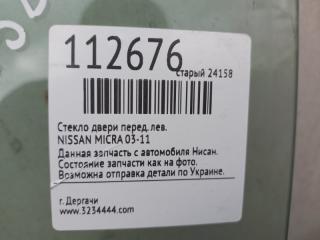 112676
старый 24158
Стекло двери перед. лев.
NISSAN MICRA 03-11
Данная запчасть с автомобиля Нисан.
Состояние запчасти как на фото.
Возможна отправка детали по Украине.
г. Дергачи
www.3234444.com